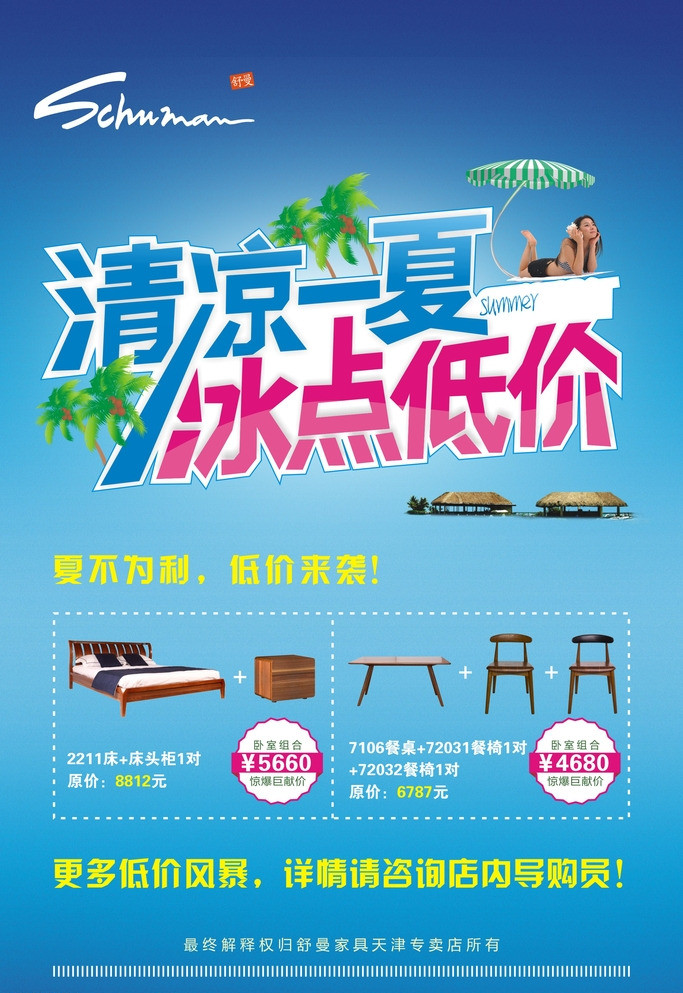 Schuman
舒曼
清凉一夏
summer
冰点低价
夏不为利，低价来袭！
2211床+床头柜1对
原价：8812元
卧室组合
¥5660
惊爆巨献价
7106餐桌+72031餐椅1对
+72032餐椅1对
原价：6787元
卧室组合
¥4680
惊爆巨献价
更多低价风暴，详情请咨询店内导购员！
最终解释权归舒曼家具天津专卖店所有